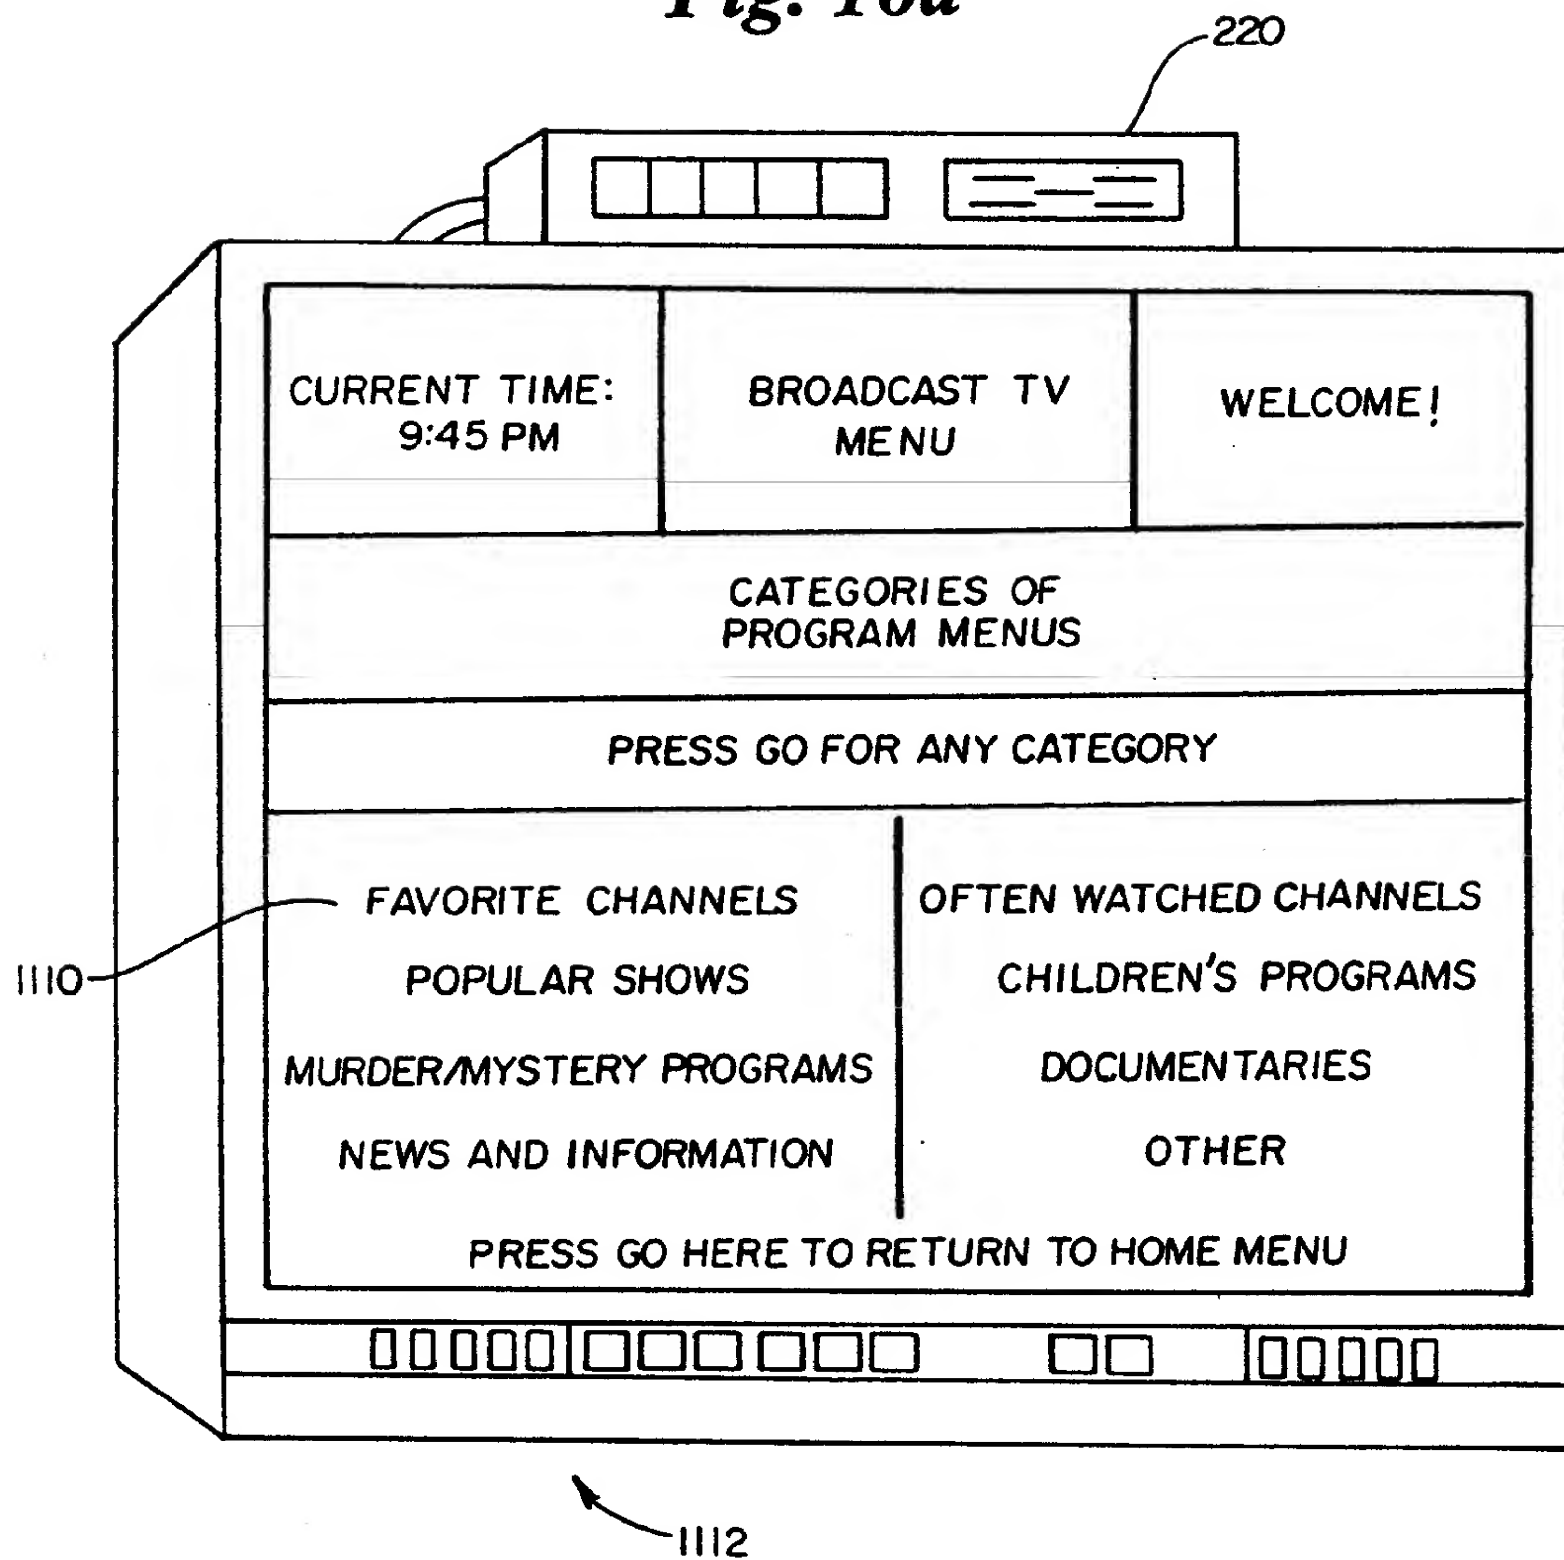 Fig. 16a
220
CURRENT TIME:
9:45 PM
BROADCAST TV
MENU
WELCOME!
CATEGORIES OF
PROGRAM MENUS
PRESS GO FOR ANY CATEGORY
FAVORITE CHANNELS
OFTEN WATCHED CHANNELS
1110
POPULAR SHOWS
CHILDREN'S PROGRAMS
MURDER/MYSTERY PROGRAMS
DOCUMENTARIES
NEWS AND INFORMATION
OTHER
PRESS GO HERE TO RETURN TO HOME MENU
1112